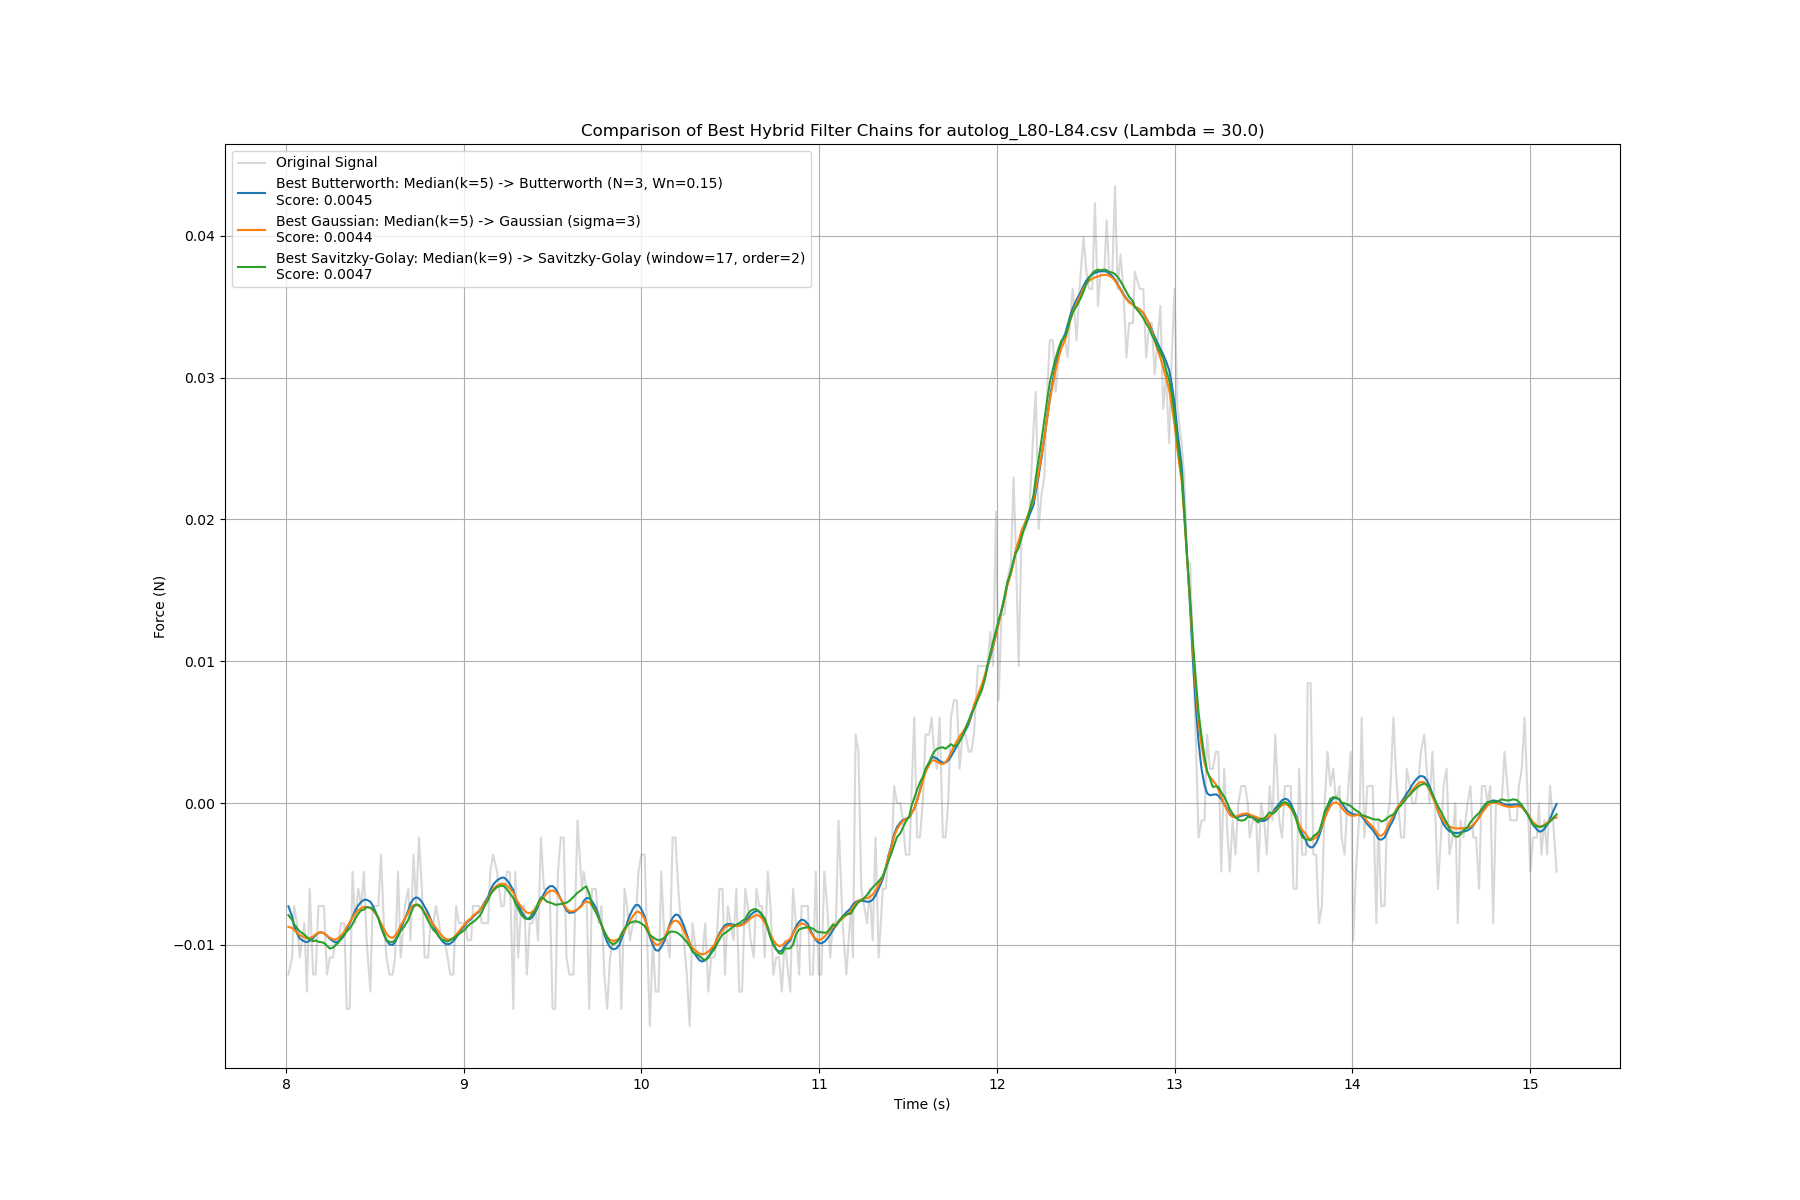 Comparison of Best Hybrid Filter Chains for autolog_L80-L84.csv (Lambda = 30.0)
Original Signal
Best Butterworth: Median(k=5) -> Butterworth (N=3, Wn=0.15)
Score: 0.0045
Best Gaussian: Median(k=5) -> Gaussian (sigma=3)
Score: 0.0044
Best Savitzky-Golay: Median(k=9) -> Savitzky-Golay (window=17, order=2)
Score: 0.0047
0.04
0.03
0.02
0.01
0.00
−0.01
Force (N)
8 9 10 11 12 13 14 15
Time (s)